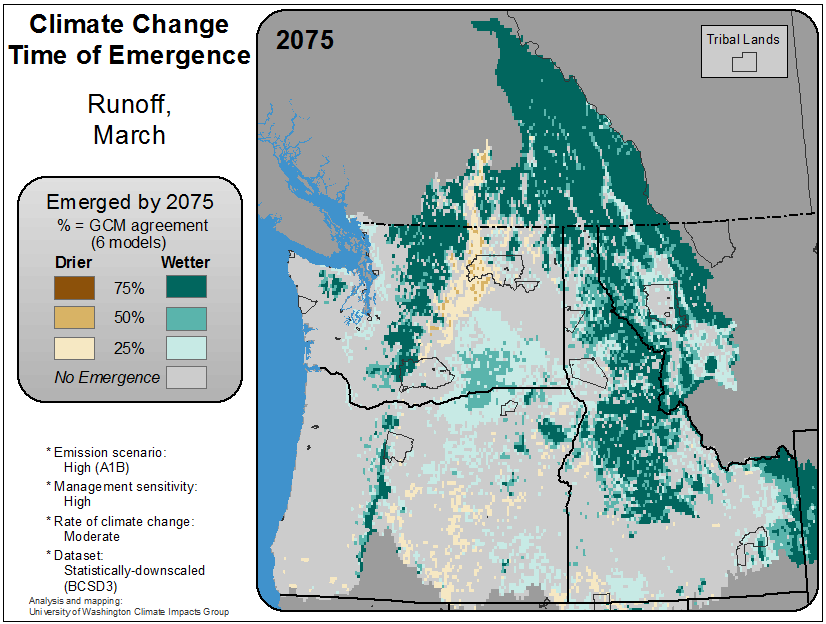 Climate Change
Time of Emergence
Runoff,
March
Emerged by 2075
% = GCM agreement
(6 models)
Drier Wetter
75%
50%
25%
No Emergence
* Emission scenario:
High (A1B)
* Management sensitivity:
High
* Rate of climate change:
Moderate
* Dataset:
Statistically-downscaled
(BCSD3)
Analysis and mapping:
University of Washington Climate Impacts Group
2075
Tribal Lands